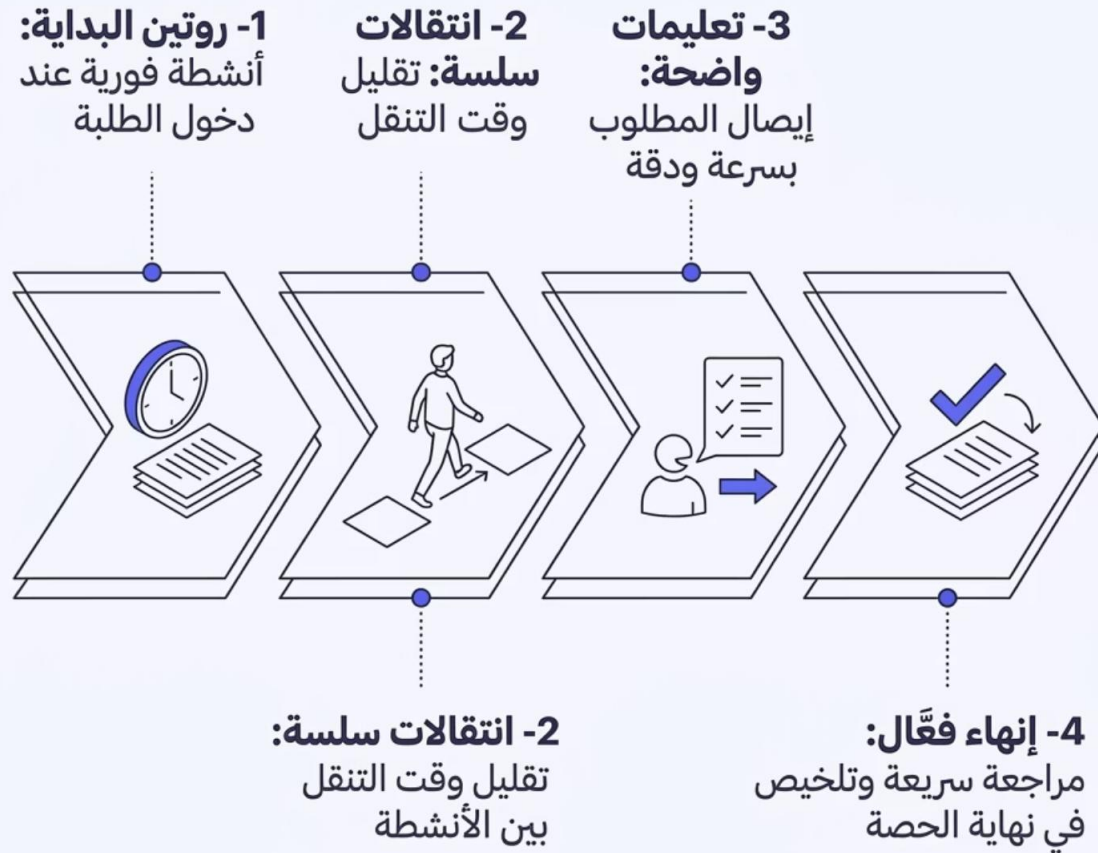 1- روتين البداية:
أنشطة فورية عند
دخول الطلبة
2- انتقالات
سلسة: تقليل
وقت التنقل
3- تعليمات
واضحة:
إيصال المطلوب
بسرعة ودقة
2- انتقالات سلسة:
تقليل وقت التنقل
بين الأنشطة
4- إنهاء فعَّال:
مراجعة سريعة وتلخيص
في نهاية الحصة